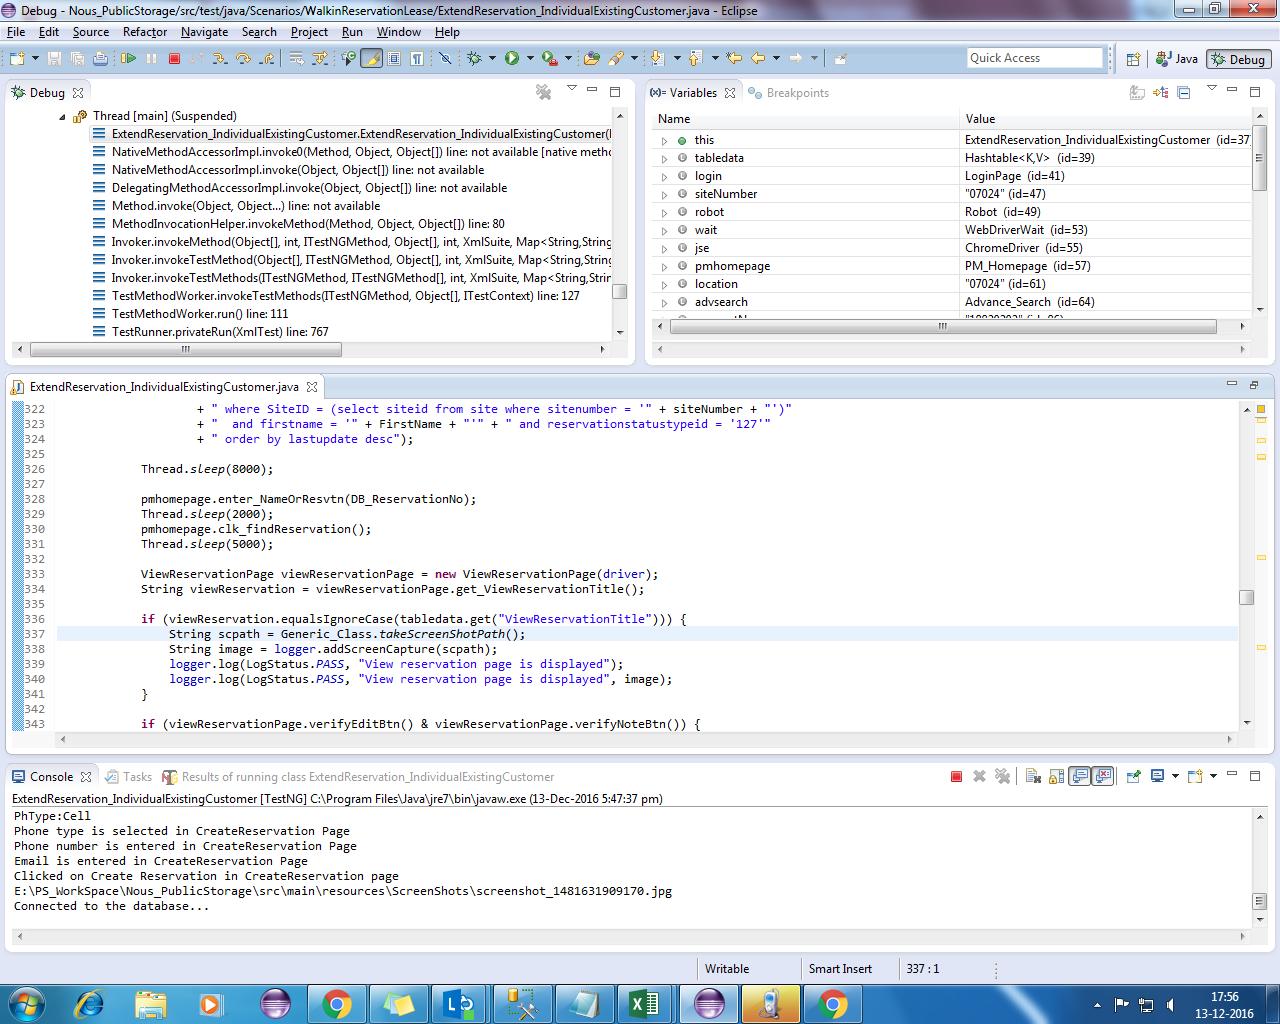 Debug - Nous_PublicStorage/src/test/java/Scenarios/WalkinReservationLease/ExtendReservation_IndividualExistingCustomer.java - Eclipse
File Edit Source Refactor Navigate Search Project Run Window Help
Quick Access
Java
Debug
Debug
Thread [main] (Suspended)
ExtendReservation_IndividualExistingCustomer.ExtendReservation_IndividualExistingCustomer(
NativeMethodAccessorImpl.invoke0(Method, Object, Object[]) line: not available [native metho
NativeMethodAccessorImpl.invoke(Object, Object[]) line: not available
DelegatingMethodAccessorImpl.invoke(Object, Object[]) line: not available
Method.invoke(Object, Object...) line: not available
MethodInvocationHelper.invokeMethod(Method, Object, Object[]) line: 80
Invoker.invokeMethod(Object[], int, ITestNGMethod, Object[], int, XmlSuite, Map<String,String
Invoker.invokeTestMethod(Object[], ITestNGMethod, Object[], int, XmlSuite, Map<String,String
Invoker.invokeTestMethods(ITestNGMethod, ITestNGMethod[], int, XmlSuite, Map<String,Strin
TestMethodWorker.invokeTestMethods(ITestNGMethod, Object[], ITestContext) line: 127
TestMethodWorker.run() line: 111
TestRunner.privateRun(XmlTest) line: 767
(x)= Variables
Breakpoints
Name Value
this ExtendReservation_IndividualExistingCustomer (id=37
tabledata Hashtable<K,V> (id=39)
login LoginPage (id=41)
siteNumber "07024" (id=47)
robot Robot (id=49)
wait WebDriverWait (id=53)
jse ChromeDriver (id=55)
pmhomepage PM_Homepage (id=57)
location "07024" (id=61)
advsearch Advance_Search (id=64)
ExtendReservation_IndividualExistingCustomer.java
322 + " where SiteID = (select siteid from site where sitenumber = '" + siteNumber + "')"
323 + "  and firstname = '" + FirstName + "'" + " and reservationstatustypeid = '127'"
324 + " order by lastupdate desc");
325
326 Thread.sleep(8000);
327
328 pmhomepage.enter_NameOrResvtn(DB_ReservationNo);
329 Thread.sleep(2000);
330 pmhomepage.clk_findReservation();
331 Thread.sleep(5000);
332
333 ViewReservationPage viewReservationPage = new ViewReservationPage(driver);
334 String viewReservation = viewReservationPage.get_ViewReservationTitle();
335
336 if (viewReservation.equalsIgnoreCase(tabledata.get("ViewReservationTitle"))) {
337 String scpath = Generic_Class.takeScreenShotPath();
338 String image = logger.addScreenCapture(scpath);
339 logger.log(LogStatus.PASS, "View reservation page is displayed");
340 logger.log(LogStatus.PASS, "View reservation page is displayed", image);
341 }
342
343 if (viewReservationPage.verifyEditBtn() & viewReservationPage.verifyNoteBtn()) {
Console Tasks Results of running class ExtendReservation_IndividualExistingCustomer
ExtendReservation_IndividualExistingCustomer [TestNG] C:\Program Files\Java\jre7\bin\javaw.exe (13-Dec-2016 5:47:37 pm)
PhType:Cell
Phone type is selected in CreateReservation Page
Phone number is entered in CreateReservation Page
Email is entered in CreateReservation Page
Clicked on Create Reservation in CreateReservation page
E:\PS_WorkSpace\Nous_PublicStorage\src\main\resources\ScreenShots\screenshot_1481631909170.jpg
Connected to the database...
Writable Smart Insert 337 : 1
17:56
13-12-2016